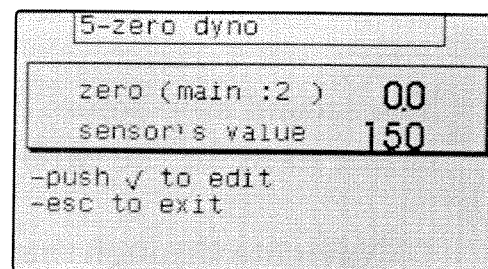 5-zero dyno
zero (main :2 ) 0.0
sensor's value 150
-push √ to edit
-esc to exit